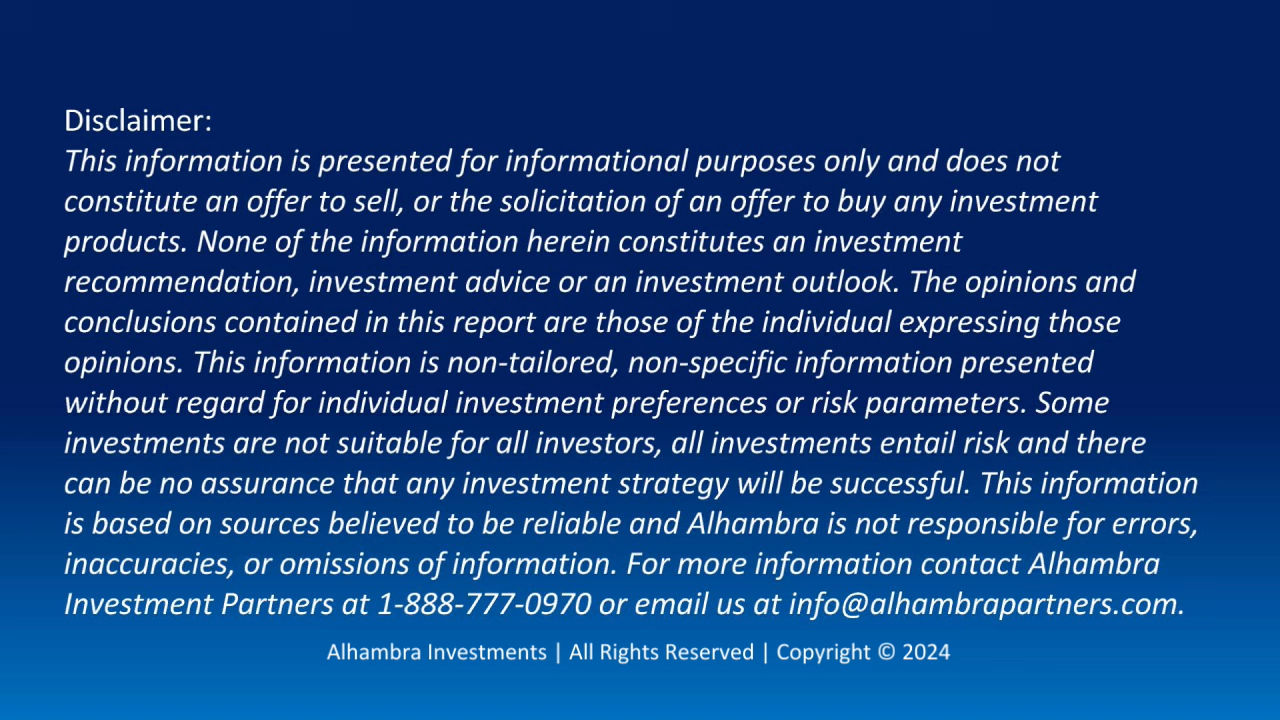 Disclaimer:
This information is presented for informational purposes only and does not
constitute an offer to sell, or the solicitation of an offer to buy any investment
products. None of the information herein constitutes an investment
recommendation, investment advice or an investment outlook. The opinions and
conclusions contained in this report are those of the individual expressing those
opinions. This information is non-tailored, non-specific information presented
without regard for individual investment preferences or risk parameters. Some
investments are not suitable for all investors, all investments entail risk and there
can be no assurance that any investment strategy will be successful. This information
is based on sources believed to be reliable and Alhambra is not responsible for errors,
inaccuracies, or omissions of information. For more information contact Alhambra
Investment Partners at 1-888-777-0970 or email us at info@alhambrapartners.com.
Alhambra Investments | All Rights Reserved | Copyright © 2024